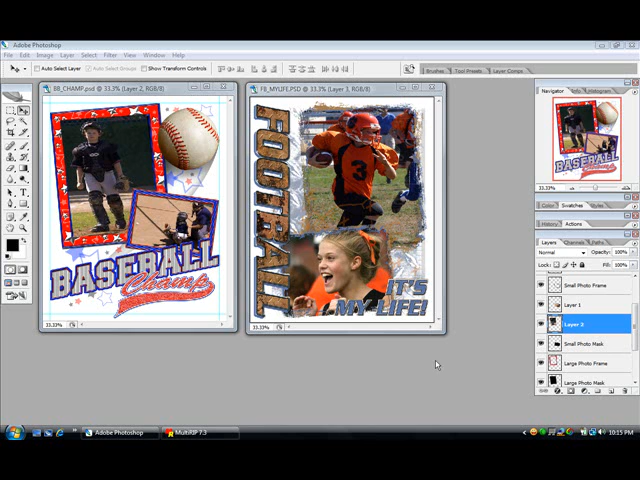 Adobe Photoshop
File Edit Image Layer Select Filter View Window Help
Auto Select Layer Auto Select Groups Show Transform Controls
Brushes Tool Presets Layer Comps
BB_CHAMP.psd @ 33.3% (Layer 2, RGB/8)
BASEBALL
Champ
33.33%
FB_MYLIFE.PSD @ 33.3% (Layer 3, RGB/8)
FOOTBALL
3
IT'S
MY LIFE!
33.33%
Navigator Info Histogram
BASEBALL
Champ
33.33%
Color Swatches Styles
History Actions
Layers Channels Paths
Normal Opacity: 100%
Lock: Fill: 100%
Small Photo Frame
Layer 1
Layer 2
Small Photo Mask
Large Photo Frame
Large Photo Mask
Adobe Photoshop
MultiRIP 7.3
10:15 PM